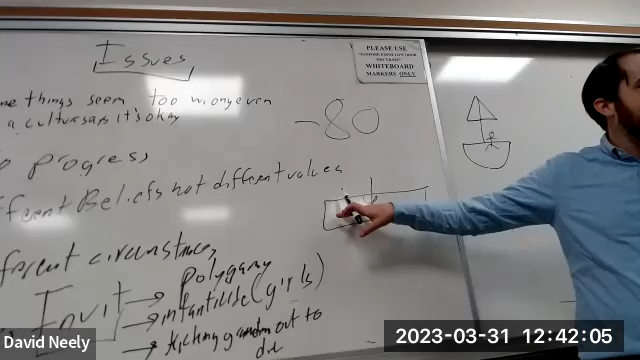 Issues
me things seem too wrong even
a culture says it's okay
o progress
fferent Beliefs not different values
fferent circumstances
Inuit → Polygamy
→ infanticide (girls)
→ Kicking grandma out to
die
-80
PLEASE USE
WHITEBOARD
MARKERS ONLY
David Neely
2023-03-31 12:42:05